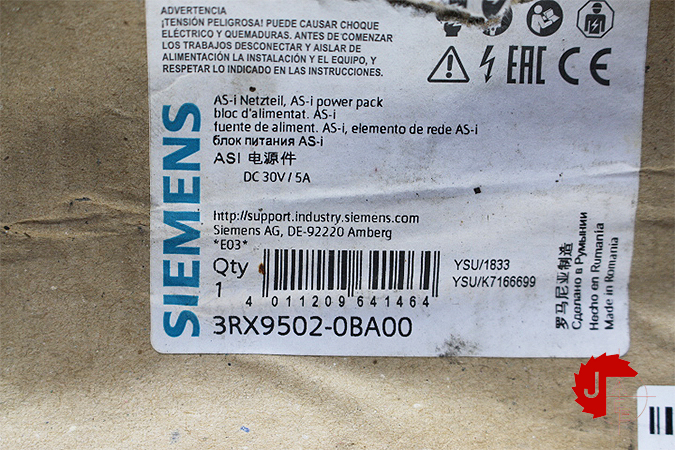 ADVERTENCIA
¡TENSIÓN PELIGROSA! PUEDE CAUSAR CHOQUE
ELÉCTRICO Y QUEMADURAS. ANTES DE COMENZAR
LOS TRABAJOS DESCONECTAR Y AISLAR DE
ALIMENTACIÓN LA INSTALACIÓN Y EL EQUIPO, Y
RESPETAR LO INDICADO EN LAS INSTRUCCIONES.
EAC CE
SIEMENS
AS-i Netzteil, AS-i power pack
bloc d'alimentat. AS-i
fuente de aliment. AS-i, elemento de rede AS-i
блок питания AS-i
ASI 电源件
DC 30V / 5A
http://support.industry.siemens.com
Siemens AG, DE-92220 Amberg
*E03*
Qty
1
4 011209 641464
YSU/1833
YSU/K7166699
3RX9502-0BA00
罗马尼亚制造
Сделано в Румынии
Hecho en Rumania
Made in Romania
J